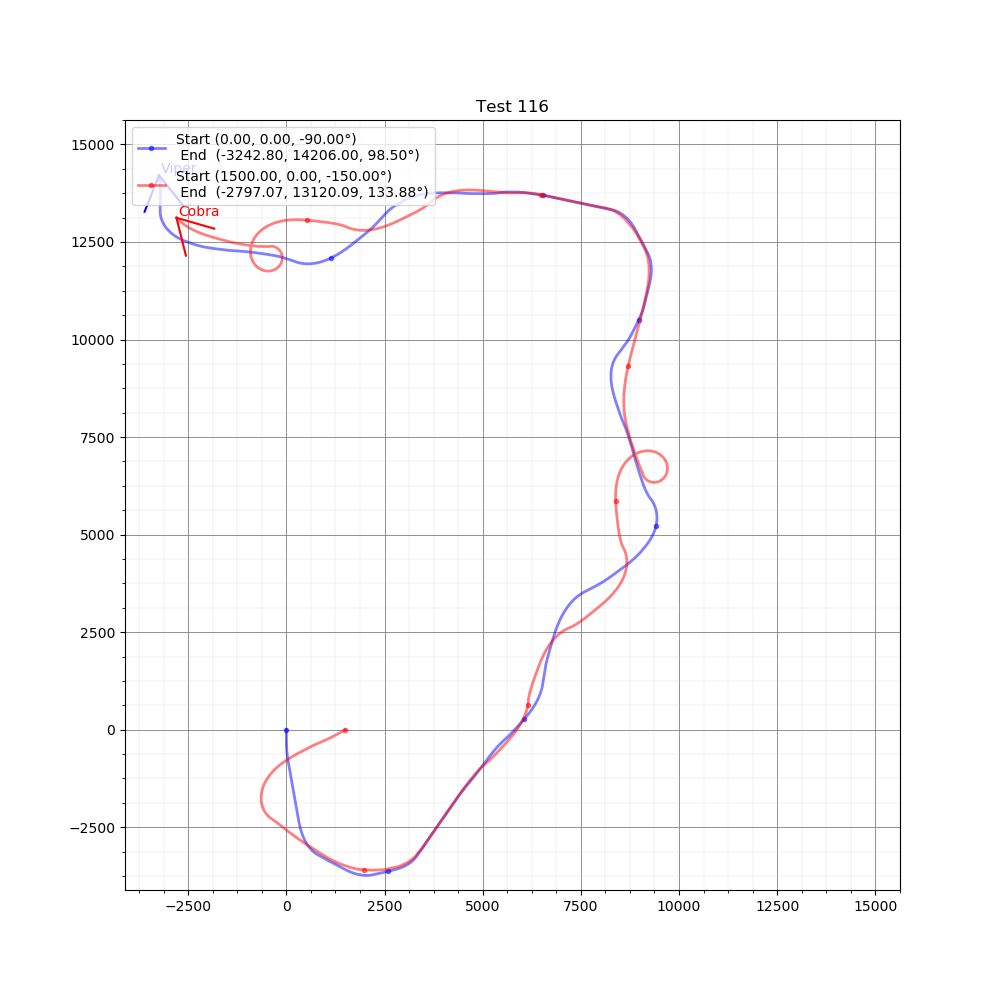 Test 116
15000
12500
10000
7500
5000
2500
0
−2500
Start (0.00, 0.00, -90.00°)
End (-3242.80, 14206.00, 98.50°)
Start (1500.00, 0.00, -150.00°)
End (-2797.07, 13120.09, 133.88°)
Viper
Cobra
−2500 0 2500 5000 7500 10000 12500 15000